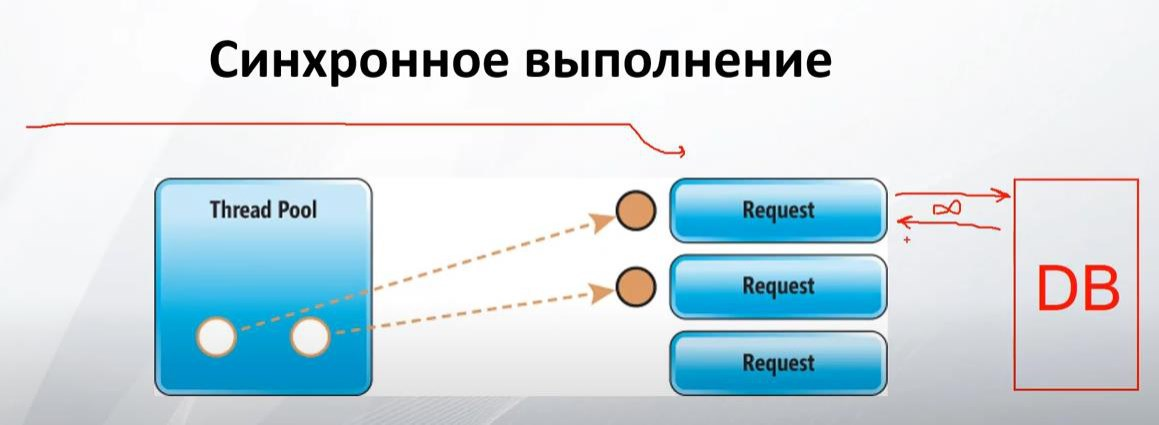 Синхронное выполнение
Thread Pool
Request
∞
Request
DB
Request